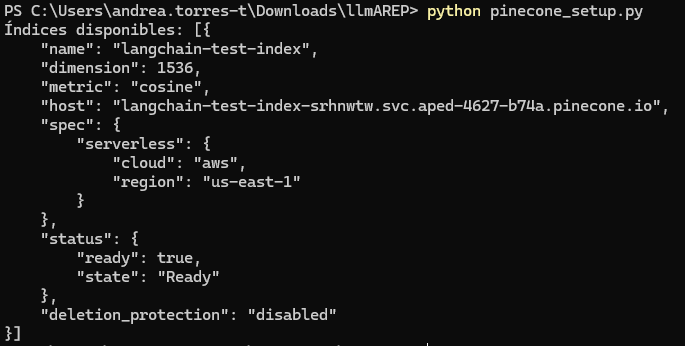 PS C:\Users\andrea.torres-t\Downloads\llmAREP> python pinecone_setup.py
Índices disponibles: [{
    "name": "langchain-test-index",
    "dimension": 1536,
    "metric": "cosine",
    "host": "langchain-test-index-srhnwtw.svc.aped-4627-b74a.pinecone.io",
    "spec": {
        "serverless": {
            "cloud": "aws",
            "region": "us-east-1"
        }
    },
    "status": {
        "ready": true,
        "state": "Ready"
    },
    "deletion_protection": "disabled"
}]